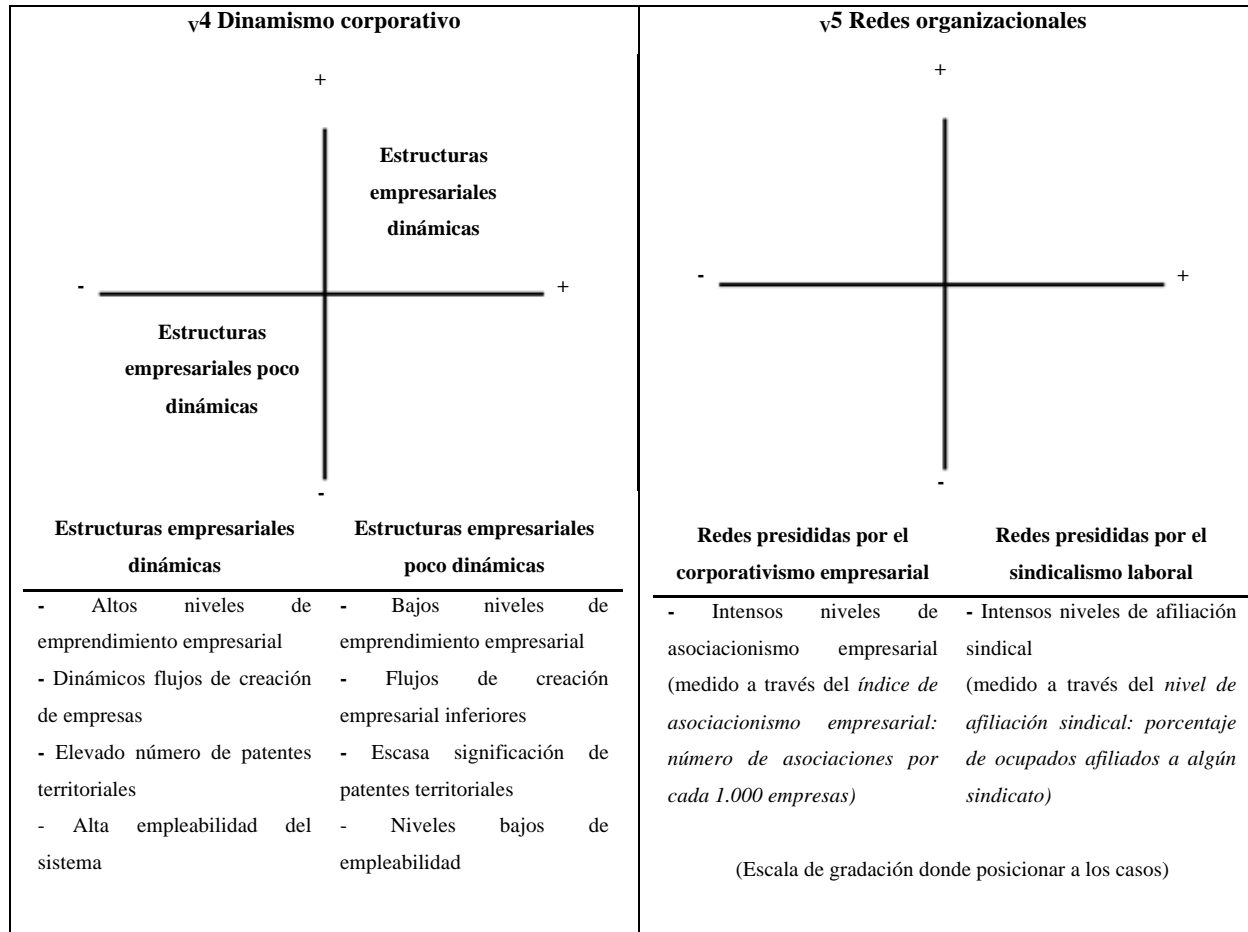 v4 Dinamismo corporativo
+
Estructuras
empresariales
dinámicas
- +
Estructuras
empresariales poco
dinámicas
-
Estructuras empresariales
dinámicas
Estructuras empresariales
poco dinámicas
- Altos niveles de
emprendimiento empresarial
- Dinámicos flujos de creación
de empresas
- Elevado número de patentes
territoriales
- Alta empleabilidad del
sistema
- Bajos niveles de
emprendimiento empresarial
- Flujos de creación
empresarial inferiores
- Escasa significación de
patentes territoriales
- Niveles bajos de
empleabilidad
v5 Redes organizacionales
+
- +
-
Redes presididas por el
corporativismo empresarial
Redes presididas por el
sindicalismo laboral
- Intensos niveles de
asociacionismo empresarial
(medido a través del índice de
asociacionismo empresarial:
número de asociaciones por
cada 1.000 empresas)
- Intensos niveles de afiliación
sindical
(medido a través del nivel de
afiliación sindical: porcentaje
de ocupados afiliados a algún
sindicato)
(Escala de gradación donde posicionar a los casos)